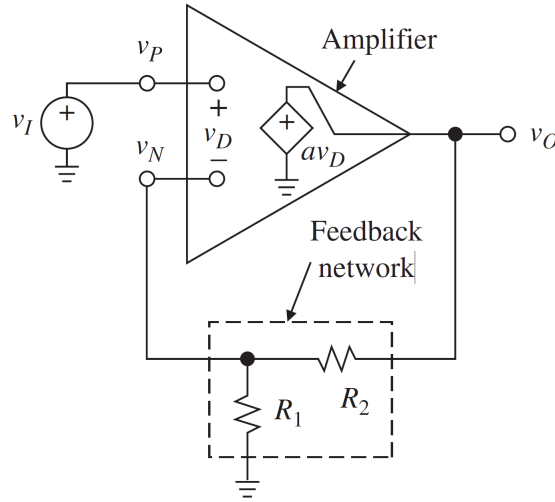 Amplifier
v_P
+
+
+
v_I
v_N
v_D
av_D
v_O
−
Feedback
network
R_2
R_1